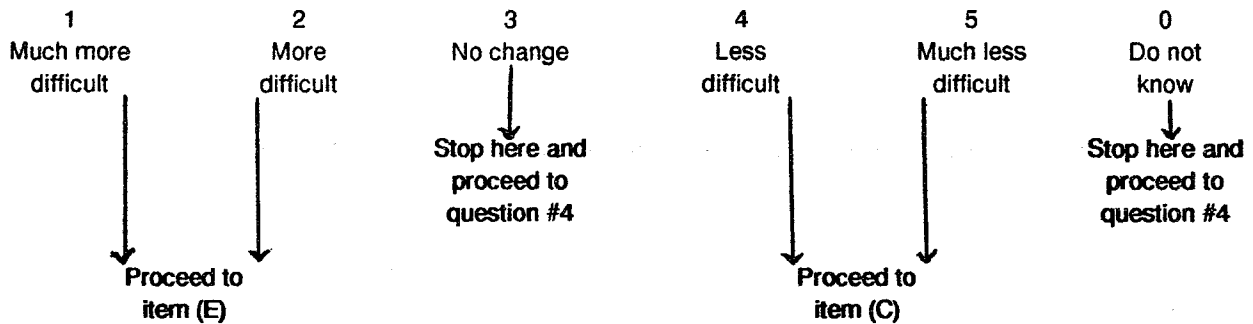 1 2 3 4 5 0
Much more More No change Less Much less Do not
difficult difficult difficult difficult know
Stop here and Stop here and
proceed to proceed to
question #4 question #4
Proceed to Proceed to
item (E) item (C)